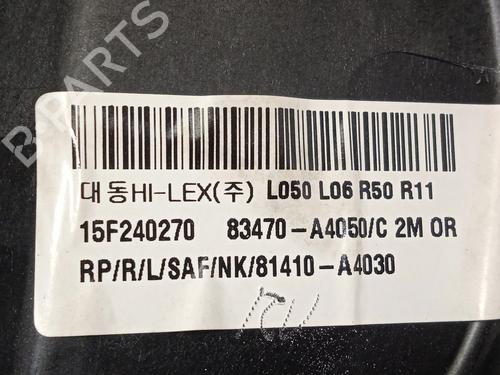 B-PARTS
대동HI-LEX(주) L050 L06 R50 R11
15F240270 83470-A4050/C 2M OR
RP/R/L/SAF/NK/81410-A4030